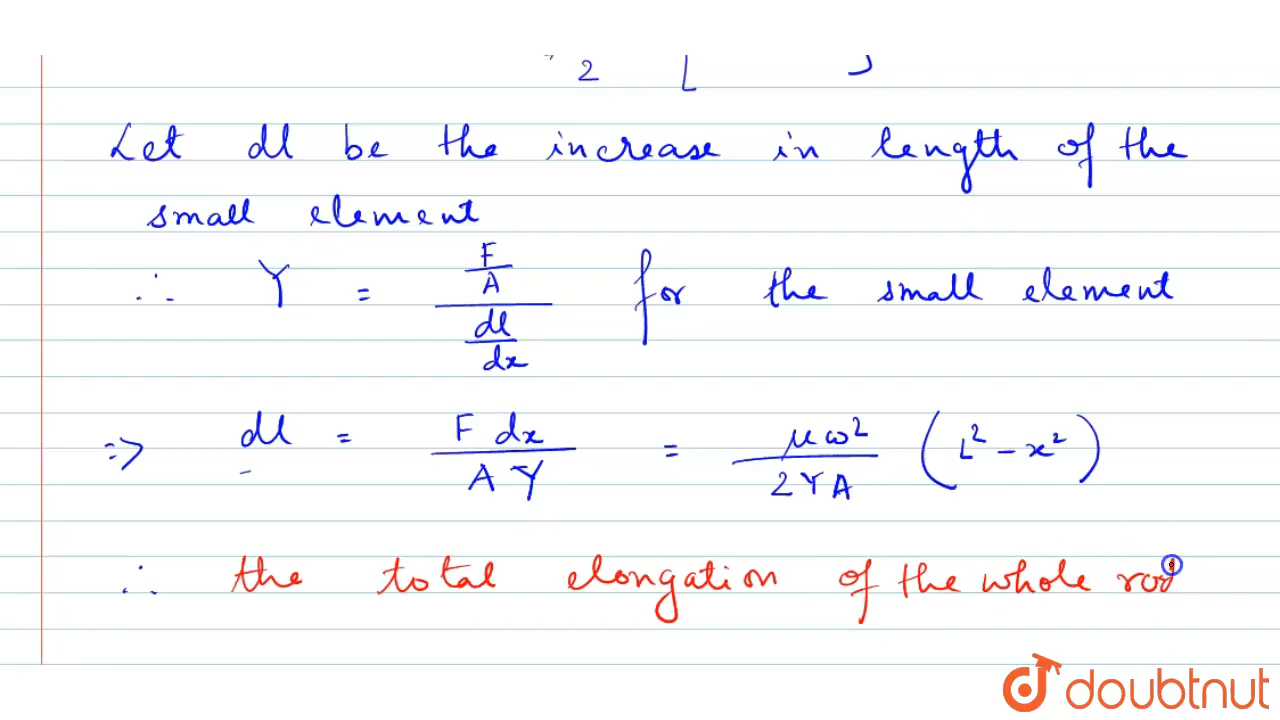 2 [ ]
Let dl be the increase in length of the
small element
∴ Y = (F/A)/(dl/dx) for the small element
=> dl = F dx / A Y = μω² / 2YA (L² - x²)
∴ the total elongation of the whole rod
doubtnut